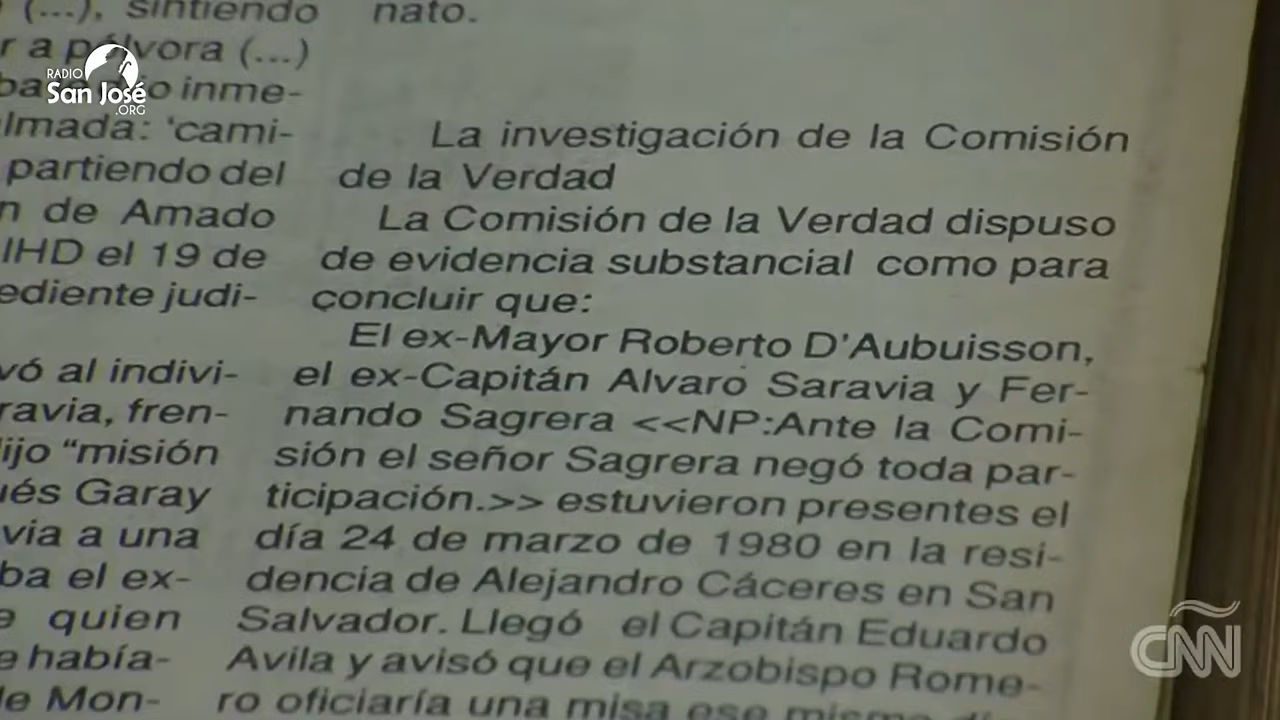 (...), sintiendo
r a pólvora (...)
o inme-
lmada: 'cami-
partiendo del
n de Amado
IHD el 19 de
ediente judi-
vó al indivi-
ravia, fren-
ijo "misión
ués Garay
via a una
ba el ex-
e quien
e había-
de Mon-
nato.
La investigación de la Comisión
de la Verdad
La Comisión de la Verdad dispuso
de evidencia substancial como para
concluir que:
El ex-Mayor Roberto D'Aubuisson,
el ex-Capitán Alvaro Saravia y Fer-
nando Sagrera <<NP:Ante la Comi-
sión el señor Sagrera negó toda par-
ticipación.>> estuvieron presentes el
día 24 de marzo de 1980 en la resi-
dencia de Alejandro Cáceres en San
Salvador. Llegó el Capitán Eduardo
Avila y avisó que el Arzobispo Rome-
ro oficiaría una misa ese mismo
RADIO
San José
.ORG
CNN